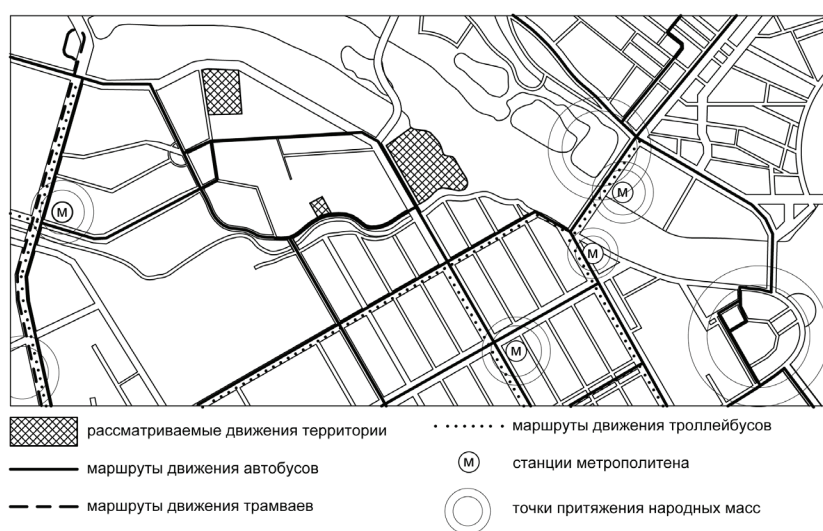 М
М
М
М
рассматриваемые движения территории
маршруты движения троллейбусов
маршруты движения автобусов
М
станции метрополитена
маршруты движения трамваев
точки притяжения народных масс